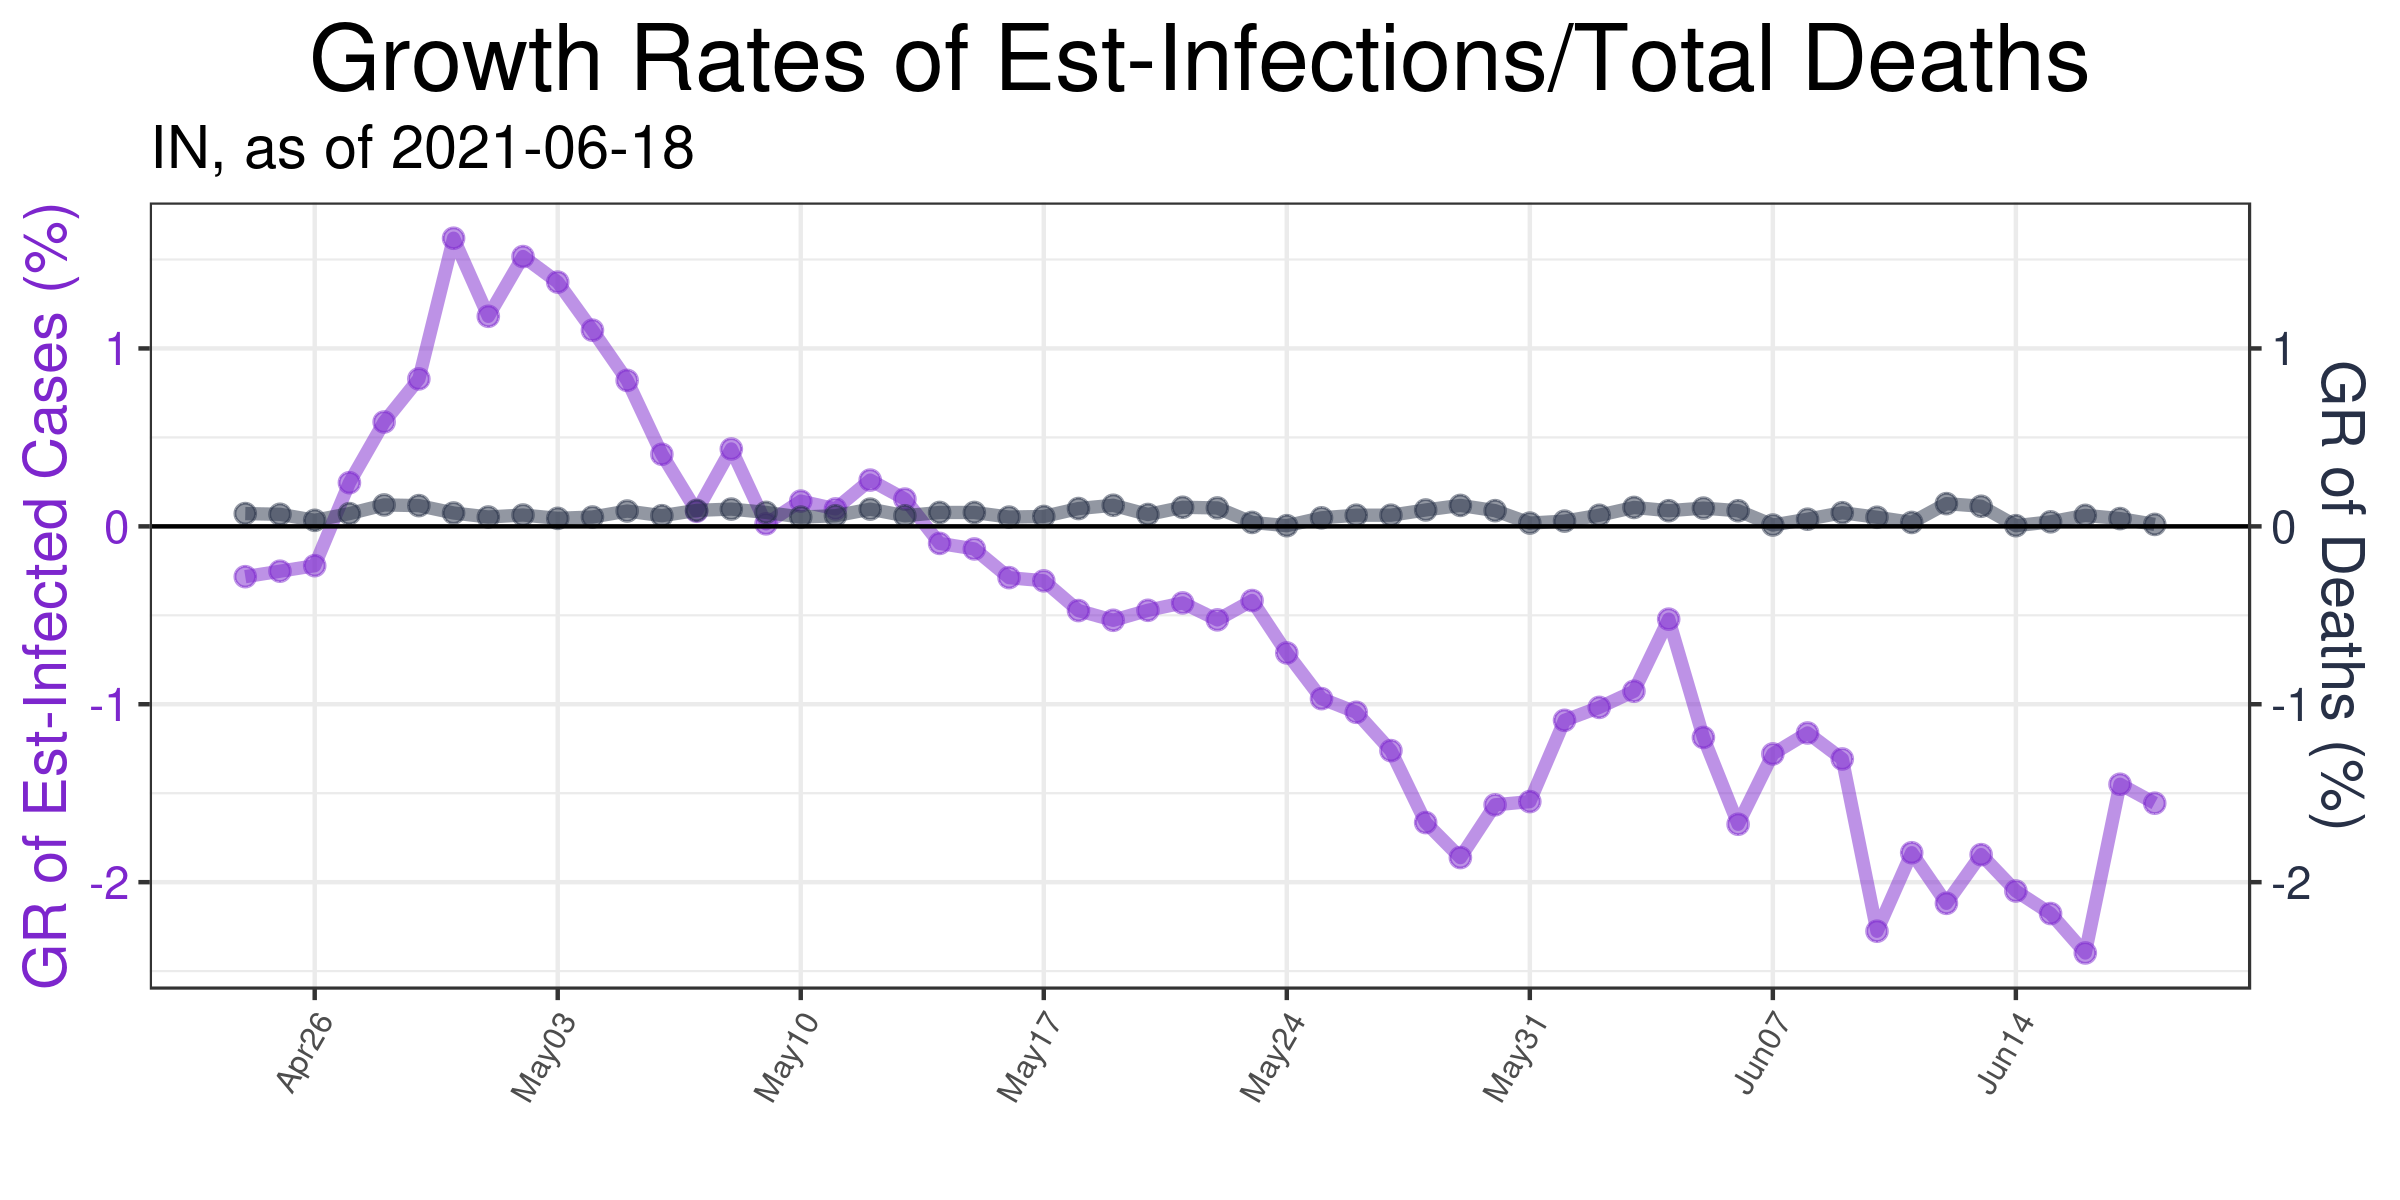 Growth Rates of Est-Infections/Total Deaths
IN, as of 2021-06-18
GR of Est-Infected Cases (%)
1
0
-1
-2
1
0
-1
-2
GR of Deaths (%)
Apr26
May03
May10
May17
May24
May31
Jun07
Jun14